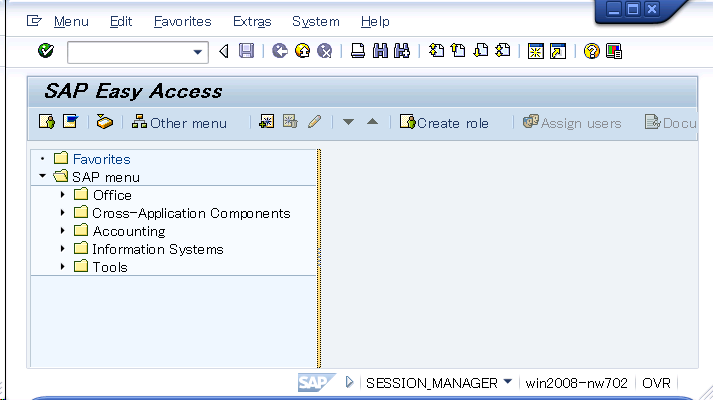 Menu Edit Favorites Extras System Help
SAP Easy Access
Other menu Create role Assign users Docu
Favorites
SAP menu
Office
Cross-Application Components
Accounting
Information Systems
Tools
SAP SESSION_MANAGER win2008-nw702 OVR